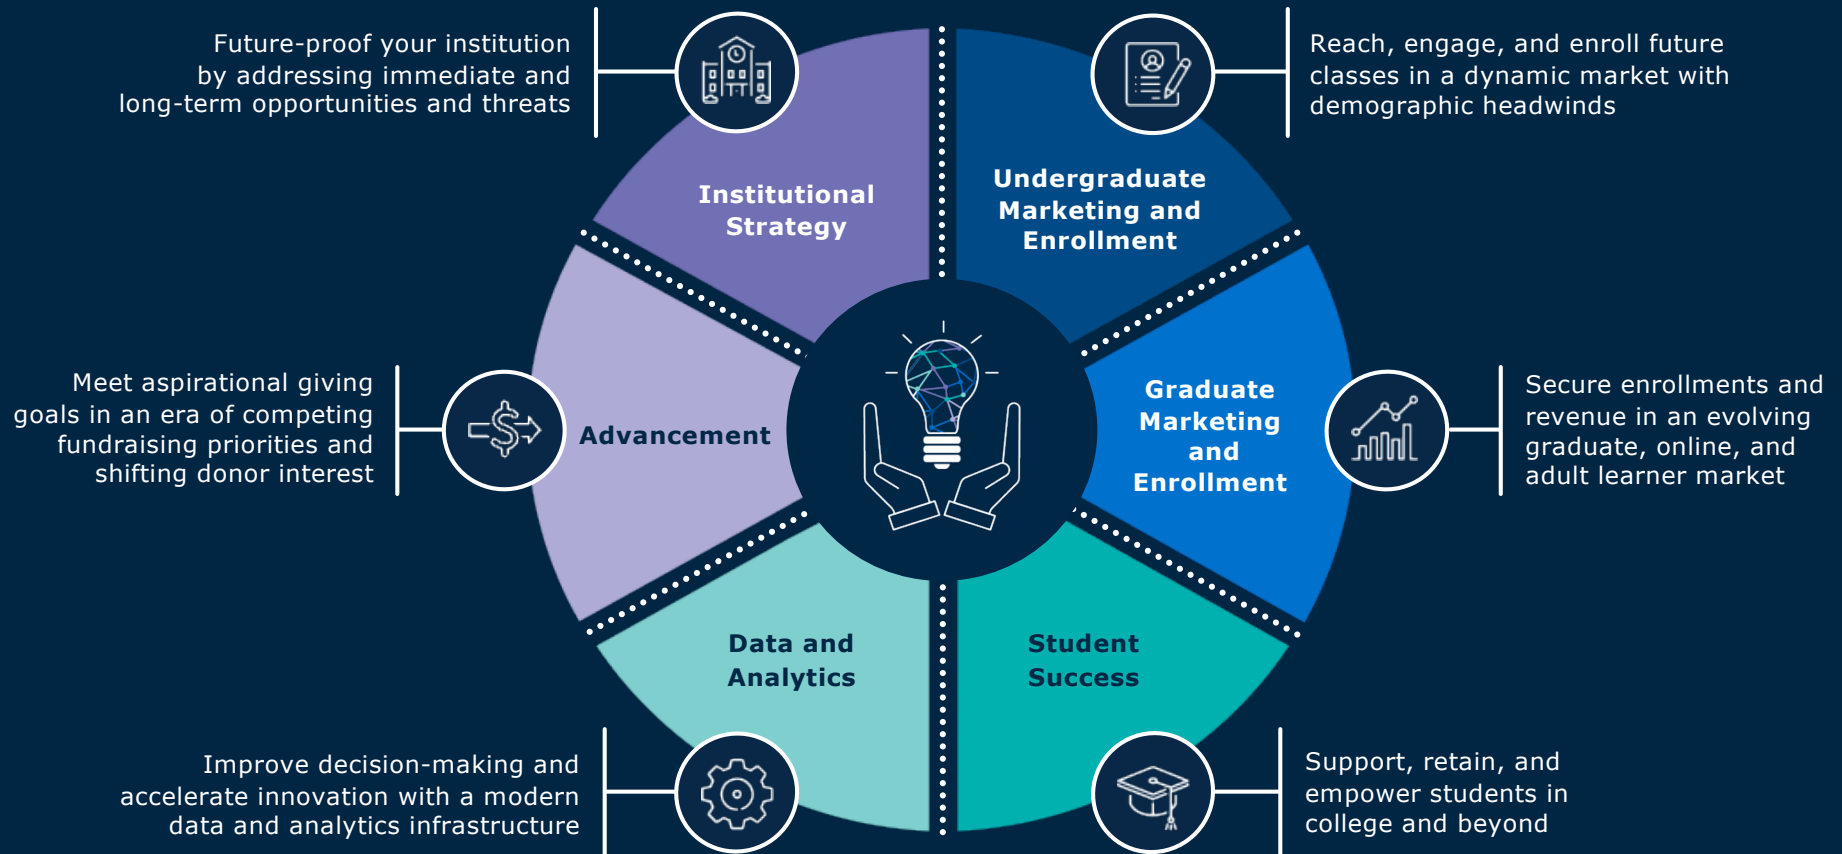 Future-proof your institution
by addressing immediate and
long-term opportunities and threats
Reach, engage, and enroll future
classes in a dynamic market with
demographic headwinds
Institutional
Strategy
Undergraduate
Marketing and
Enrollment
Meet aspirational giving
goals in an era of competing
fundraising priorities and
shifting donor interest
Advancement
Graduate
Marketing
and
Enrollment
Secure enrollments and
revenue in an evolving
graduate, online, and
adult learner market
Data and
Analytics
Student
Success
Improve decision-making and
accelerate innovation with a modern
data and analytics infrastructure
Support, retain, and
empower students in
college and beyond